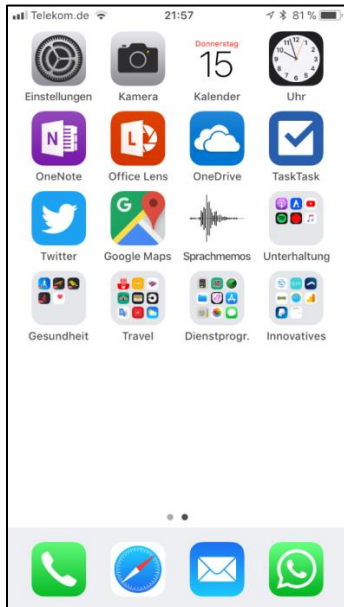 Telekom.de 21:57 81 %
Donnerstag
15
Einstellungen Kamera Kalender Uhr
OneNote Office Lens OneDrive TaskTask
Twitter Google Maps Sprachmemos Unterhaltung
Gesundheit Travel Dienstprogr. Innovatives